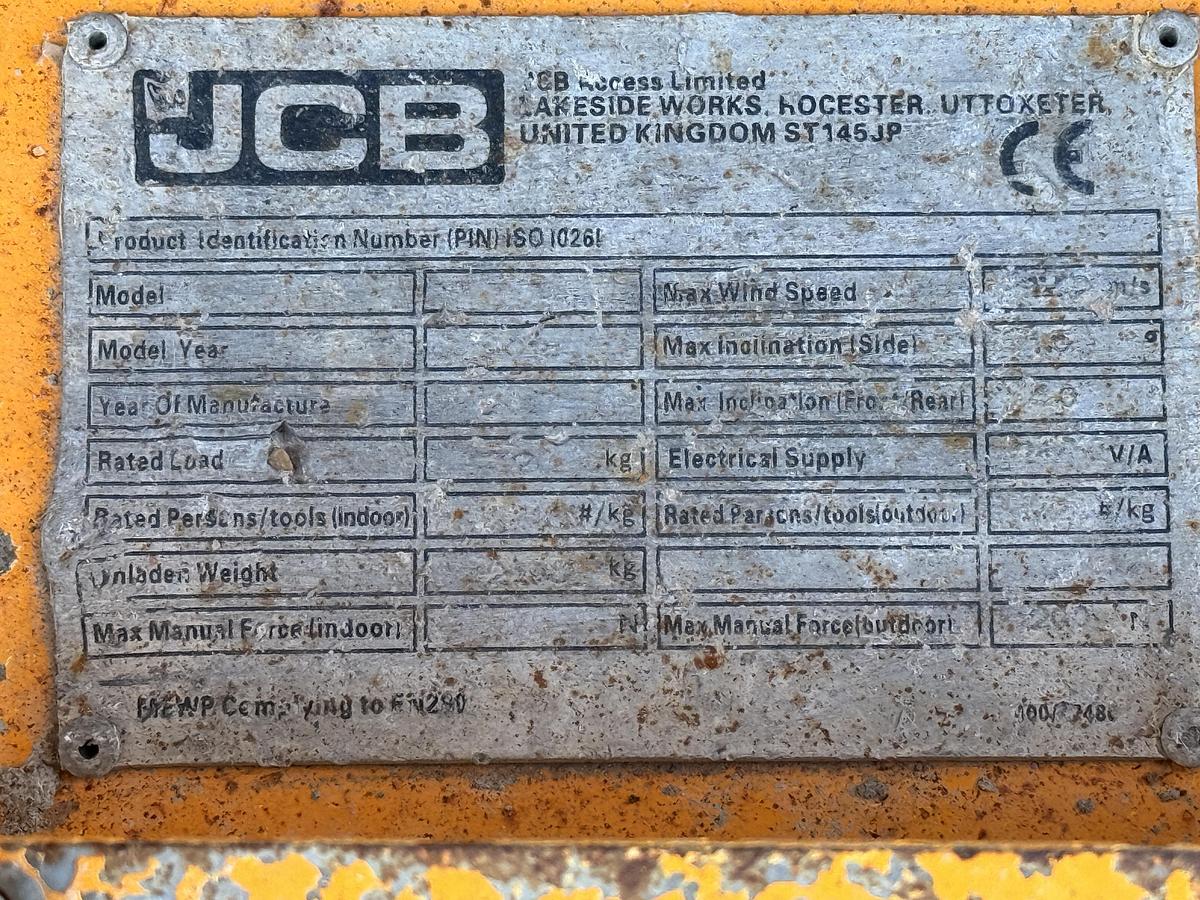 JCB
JCB Access Limited
LAKESIDE WORKS, ROCESTER. UTTOXETER,
UNITED KINGDOM ST145JP
CE
Product Identification Number (PIN) ISO 10261
Model
Max Wind Speed m/s
Model Year
Max Inclination (Side) °
Year Of Manufacture
Max Inclination (Front/Rear)
Rated Load kg
Electrical Supply V/A
Rated Persons/tools (indoor) #/kg
Rated Persons/tools(outdoor) #/kg
Unladen Weight kg
Max Manual Force (indoor) N
Max Manual Force(outdoor) N
MEWP Complying to EN280